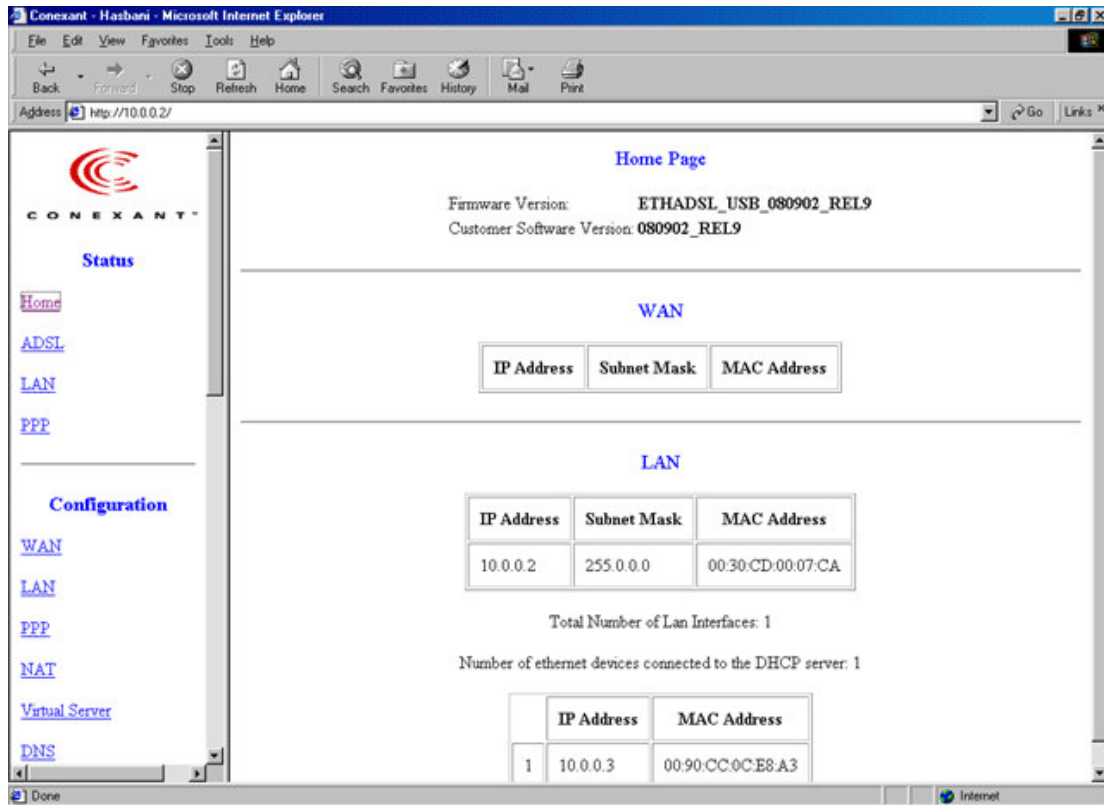 Conexant - Hasbani - Microsoft Internet Explorer
File Edit View Favorites Tools Help
Back Forward Stop Refresh Home Search Favorites History Mail Print
Address http://10.0.0.2/ Go Links »
CONEXANT™
Status
Home
ADSL
LAN
PPP
Configuration
WAN
LAN
PPP
NAT
Virtual Server
DNS
Home Page
Firmware Version: ETHADSL_USB_080902_REL9
Customer Software Version: 080902_REL9
WAN
IP Address Subnet Mask MAC Address
LAN
IP Address Subnet Mask MAC Address
10.0.0.2 255.0.0.0 00:30:CD:00:07:CA
Total Number of Lan Interfaces: 1
Number of ethernet devices connected to the DHCP server: 1
IP Address MAC Address
1 10.0.0.3 00:90:CC:0C:E8:A3
Done Internet